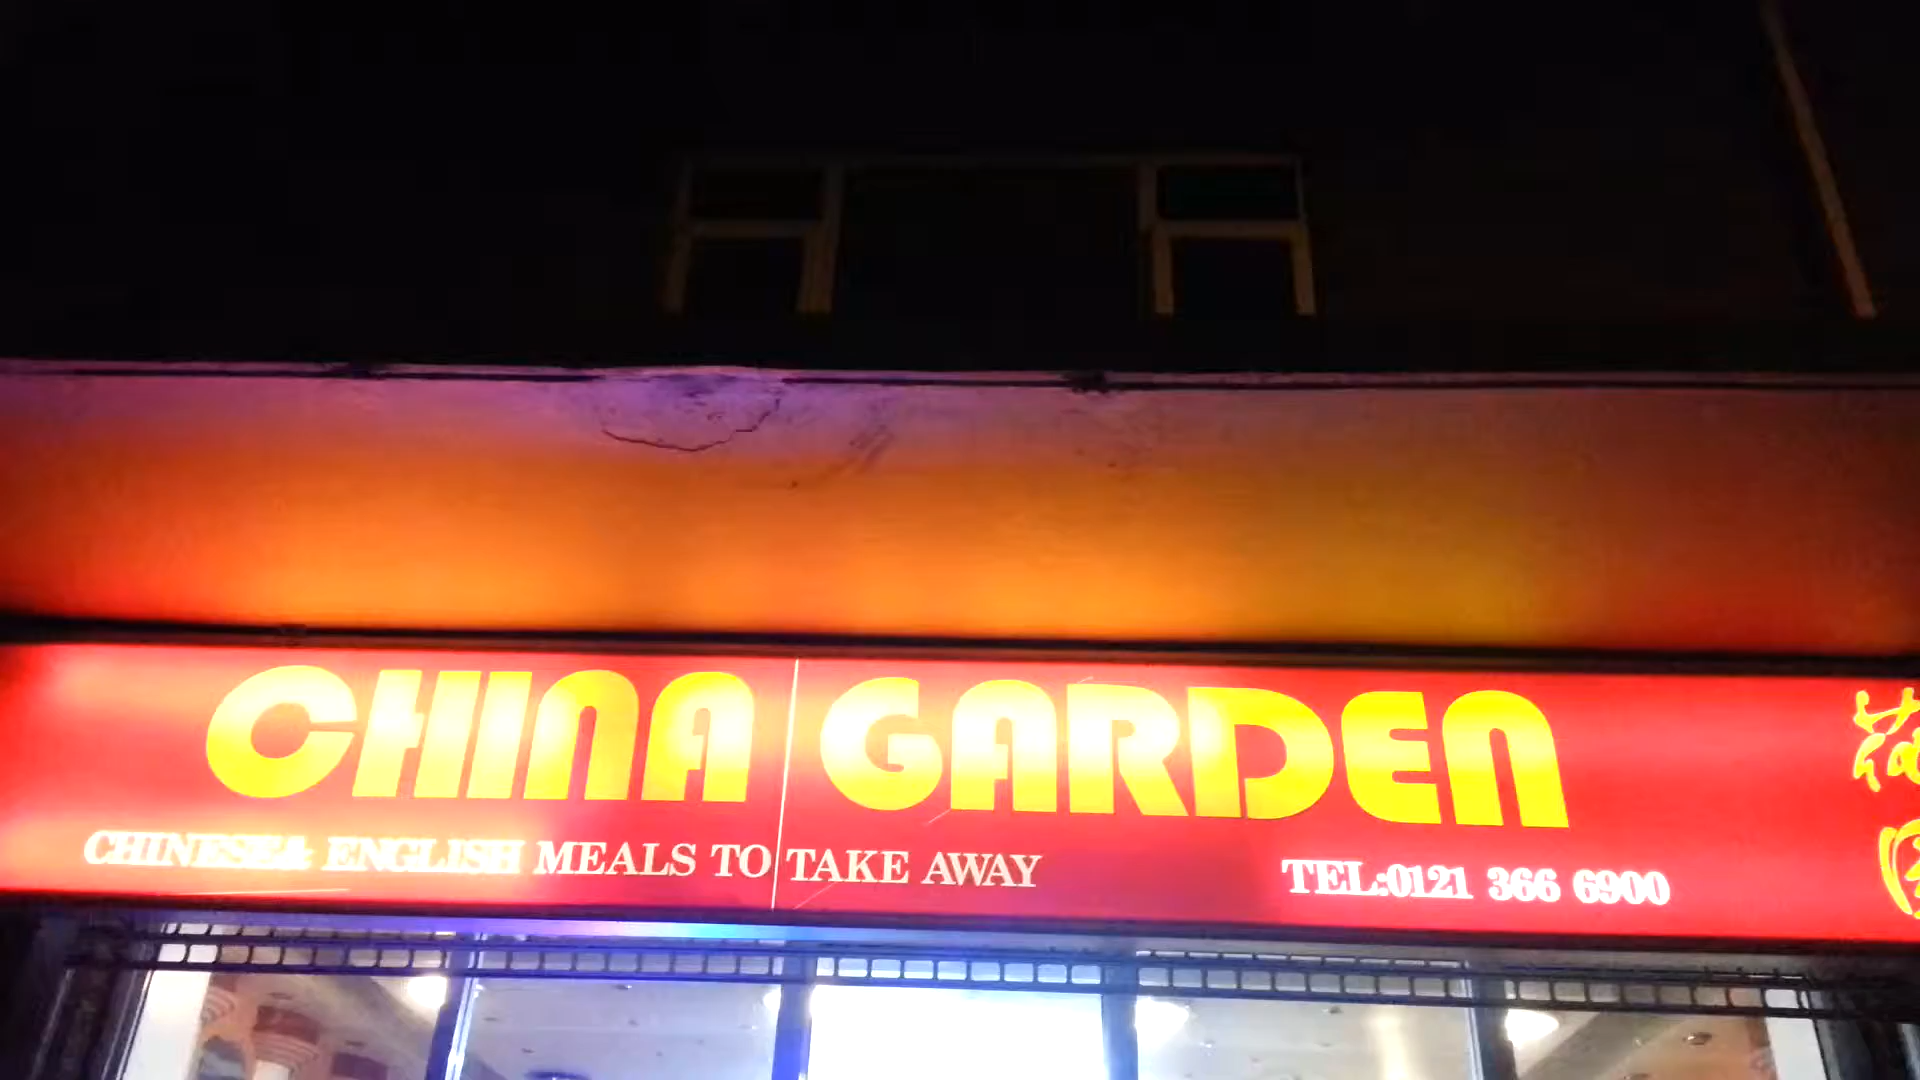 CHINA GARDEN
CHINESE & ENGLISH MEALS TO TAKE AWAY
TEL:0121 366 6900